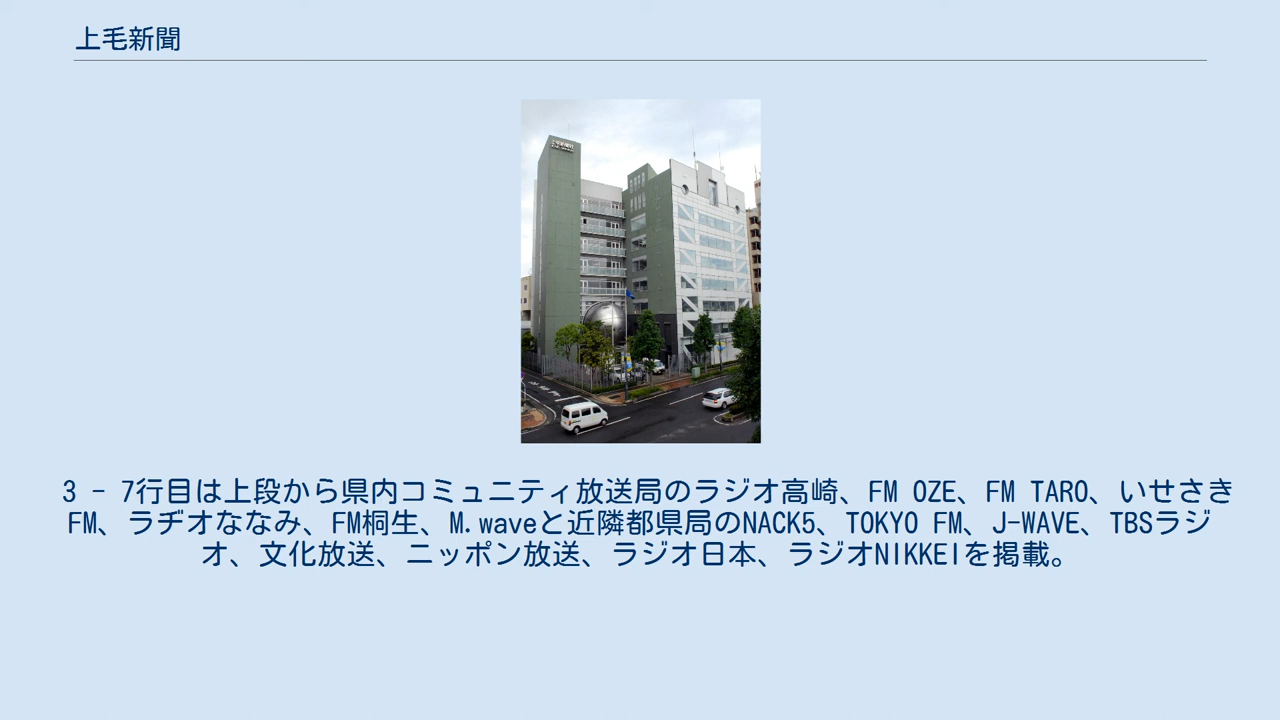 上毛新聞
3 - 7行目は上段から県内コミュニティ放送局のラジオ高崎、FM OZE、FM TARO、いせさき
FM、ラヂオななみ、FM桐生、M.waveと近隣都県局のNACK5、TOKYO FM、J-WAVE、TBSラジ
オ、文化放送、ニッポン放送、ラジオ日本、ラジオNIKKEIを掲載。